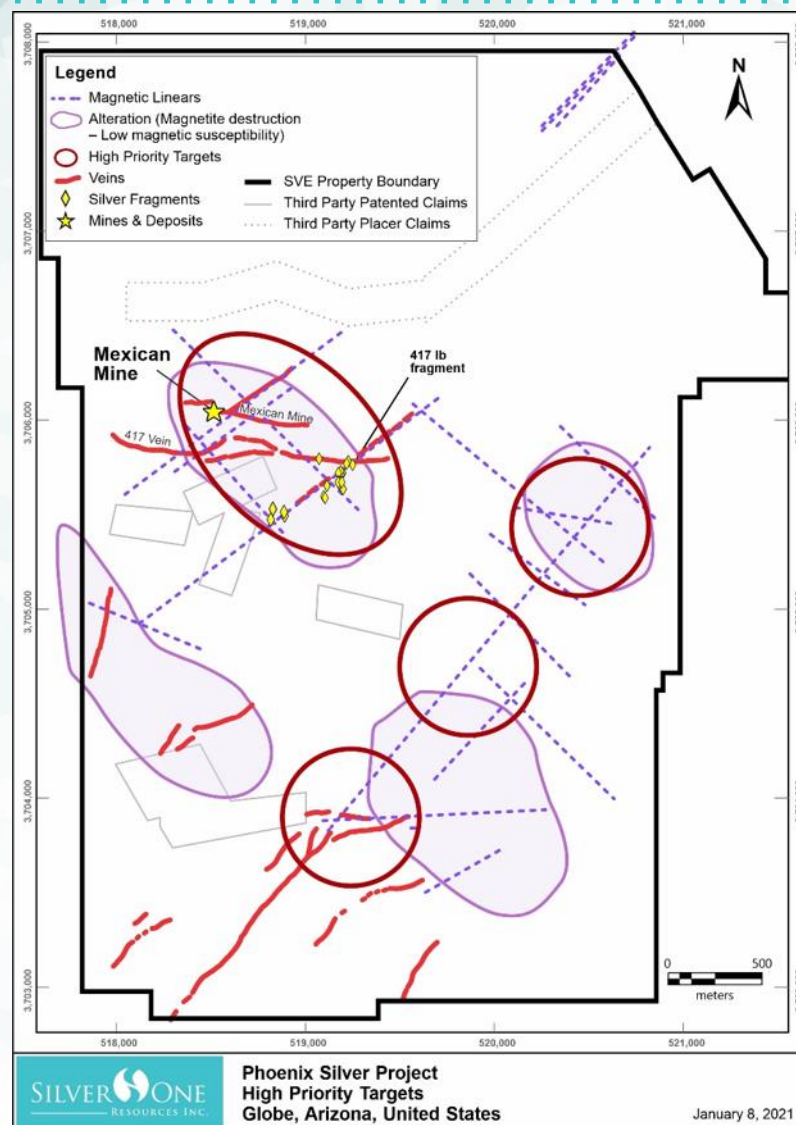 518,000 519,000 520,000 521,000
3,708,000
Legend
Magnetic Linears
Alteration (Magnetite destruction
– Low magnetic susceptibility)
High Priority Targets
Veins
Silver Fragments
Mines & Deposits
SVE Property Boundary
Third Party Patented Claims
Third Party Placer Claims
N
3,707,000
Mexican
Mine
417 lb
fragment
Mexican Mine
417 Vein
3,706,000
3,705,000
3,704,000
3,703,000
0 500
meters
518,000 519,000 520,000 521,000
SILVER ONE
RESOURCES INC.
Phoenix Silver Project
High Priority Targets
Globe, Arizona, United States
January 8, 2021